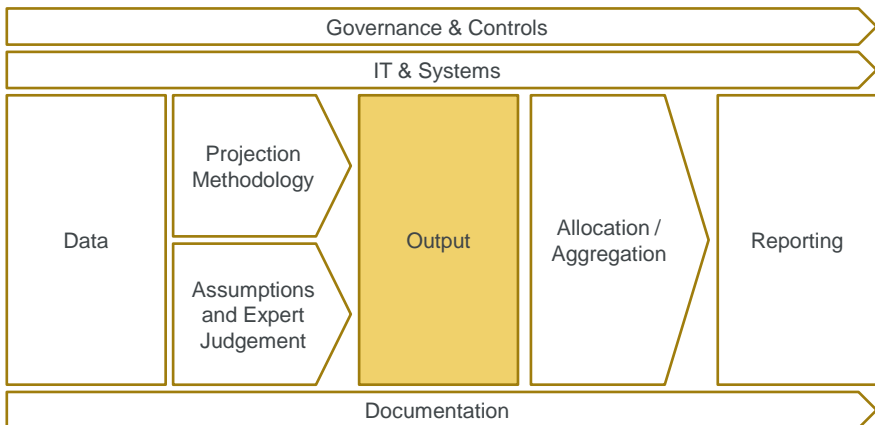 Governance & Controls
IT & Systems
Data
Projection
Methodology
Assumptions
and Expert
Judgement
Output
Allocation /
Aggregation
Reporting
Documentation